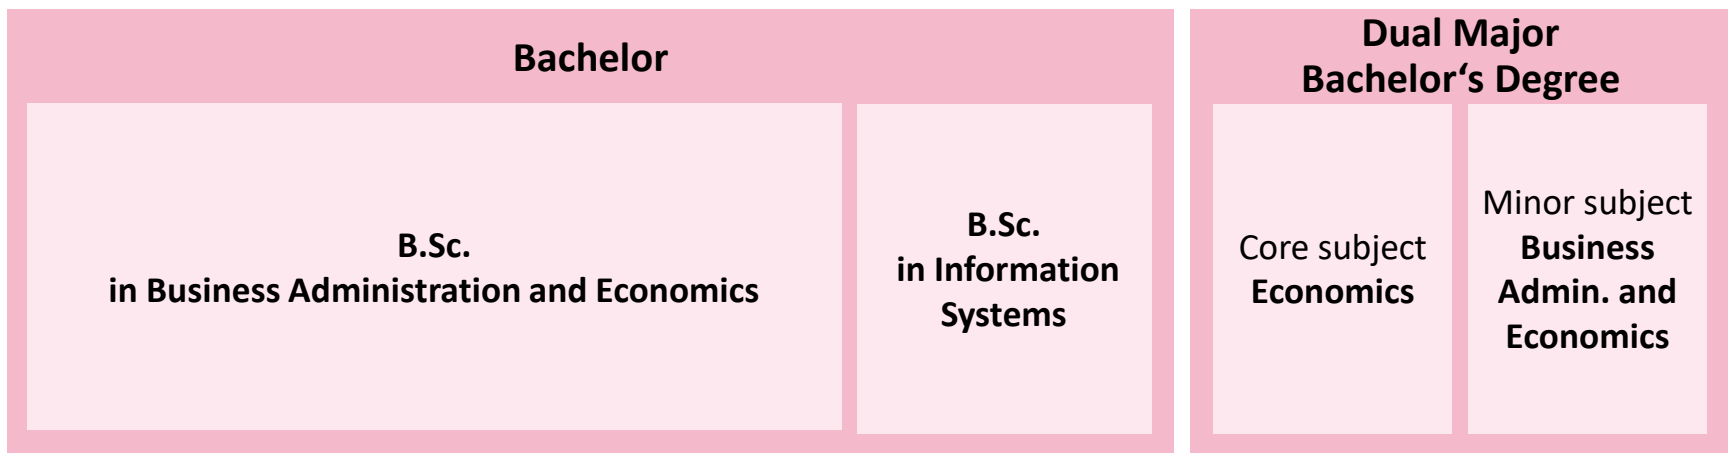 Bachelor
B.Sc.
in Business Administration and Economics
B.Sc.
in Information
Systems
Dual Major
Bachelor‘s Degree
Core subject
Economics
Minor subject
Business
Admin. and
Economics